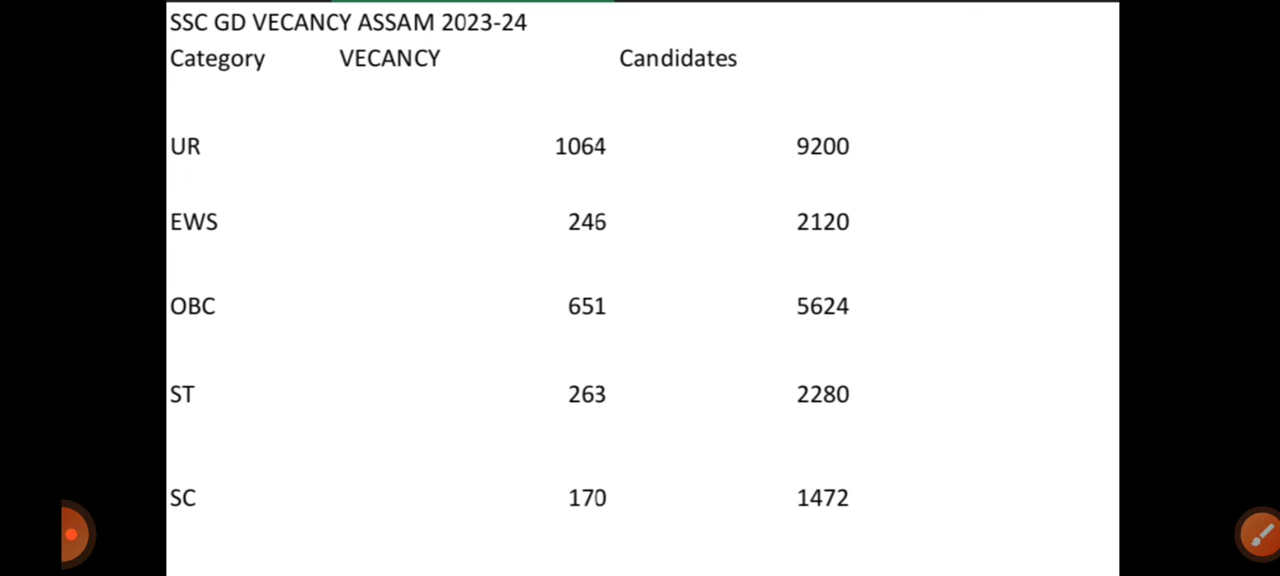 SSC GD VECANCY ASSAM 2023-24
Category VECANCY Candidates
UR 1064 9200
EWS 246 2120
OBC 651 5624
ST 263 2280
SC 170 1472